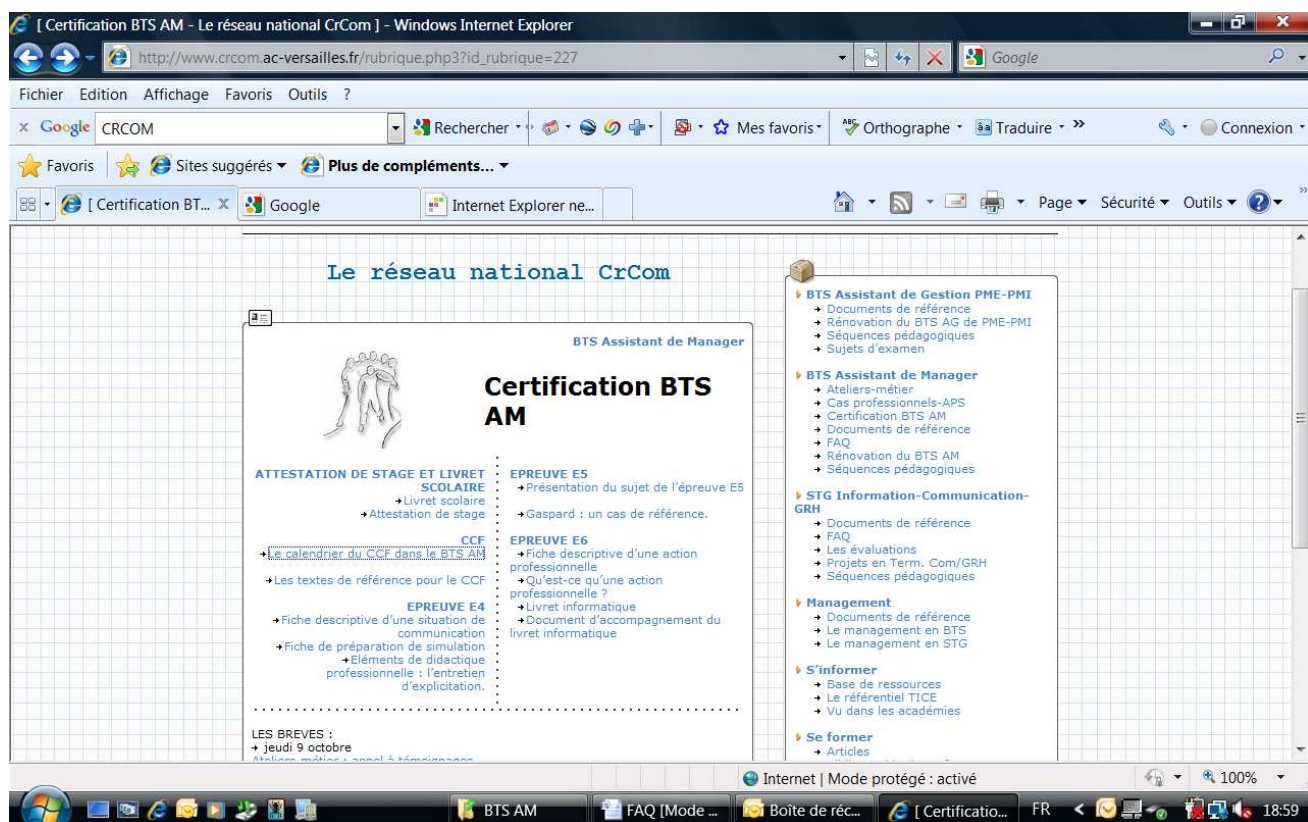 [ Certification BTS AM - Le réseau national CrCom ] - Windows Internet Explorer
http://www.crcom.ac-versailles.fr/rubrique.php3?id_rubrique=227
Google
Fichier Edition Affichage Favoris Outils ?
x Google CRCOM Rechercher Mes favoris ABC Orthographe Traduire » Connexion
Favoris Sites suggérés Plus de compléments...
[ Certification BT... X Google Internet Explorer ne... Page Sécurité Outils »
Le réseau national CrCom
BTS Assistant de Manager
Certification BTS
AM
ATTESTATION DE STAGE ET LIVRET
SCOLAIRE
Livret scolaire
Attestation de stage
CCF
Le calendrier du CCF dans le BTS AM
Les textes de référence pour le CCF
EPREUVE E4
Fiche descriptive d'une situation de
communication
Fiche de préparation de simulation
Eléments de didactique
professionnelle : l'entretien
d'explicitation.
EPREUVE E5
Présentation du sujet de l'épreuve E5
Gaspard : un cas de référence.
EPREUVE E6
Fiche descriptive d'une action
professionnelle
Qu'est-ce qu'une action
professionnelle ?
Livret informatique
Document d'accompagnement du
livret informatique
LES BREVES :
jeudi 9 octobre
Ateliers métier : appel à témoignages
BTS Assistant de Gestion PME-PMI
Documents de référence
Rénovation du BTS AG de PME-PMI
Séquences pédagogiques
Sujets d'examen
BTS Assistant de Manager
Ateliers-métier
Cas professionnels-APS
Certification BTS AM
Documents de référence
FAQ
Rénovation du BTS AM
Séquences pédagogiques
STG Information-Communication-
GRH
Documents de référence
FAQ
Les évaluations
Projets en Term. Com/GRH
Séquences pédagogiques
Management
Documents de référence
Le management en BTS
Le management en STG
S'informer
Base de ressources
Le référentiel TICE
Vu dans les académies
Se former
Articles
Internet | Mode protégé : activé 100%
BTS AM FAQ [Mode ... Boîte de réc... [ Certificatio... FR < 18:59